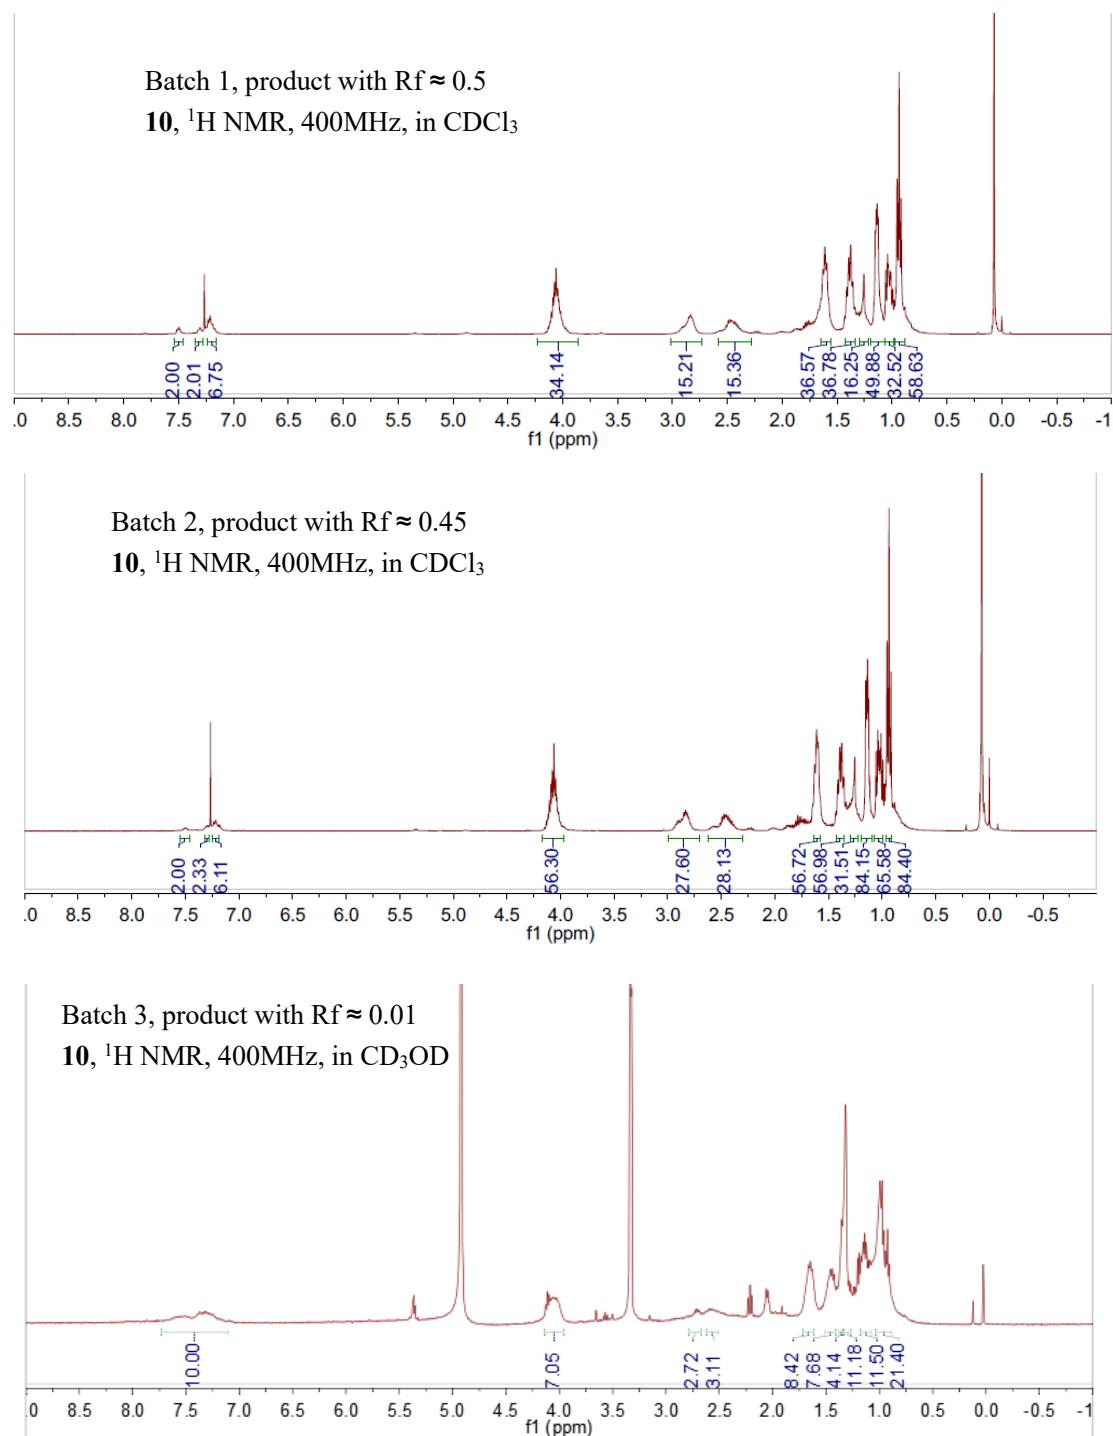 Batch 1, product with Rf ≈ 0.5
10, ¹H NMR, 400MHz, in CDCl₃
2.00 2.01 6.75 34.14 15.21 15.36 36.57 36.78 16.25 49.88 32.52 58.63
.0 8.5 8.0 7.5 7.0 6.5 6.0 5.5 5.0 4.5 4.0 3.5 3.0 2.5 2.0 1.5 1.0 0.5 0.0 -0.5 -1
f1 (ppm)
Batch 2, product with Rf ≈ 0.45
10, ¹H NMR, 400MHz, in CDCl₃
2.00 2.33 6.11 56.30 27.60 28.13 56.72 56.98 31.51 84.15 65.58 84.40
.0 8.5 8.0 7.5 7.0 6.5 6.0 5.5 5.0 4.5 4.0 3.5 3.0 2.5 2.0 1.5 1.0 0.5 0.0 -0.5
f1 (ppm)
Batch 3, product with Rf ≈ 0.01
10, ¹H NMR, 400MHz, in CD₃OD
10.00 7.05 2.72 3.11 8.42 7.68 4.14 11.18 11.50 21.40
.0 8.5 8.0 7.5 7.0 6.5 6.0 5.5 5.0 4.5 4.0 3.5 3.0 2.5 2.0 1.5 1.0 0.5 0.0 -0.5 -1
f1 (ppm)